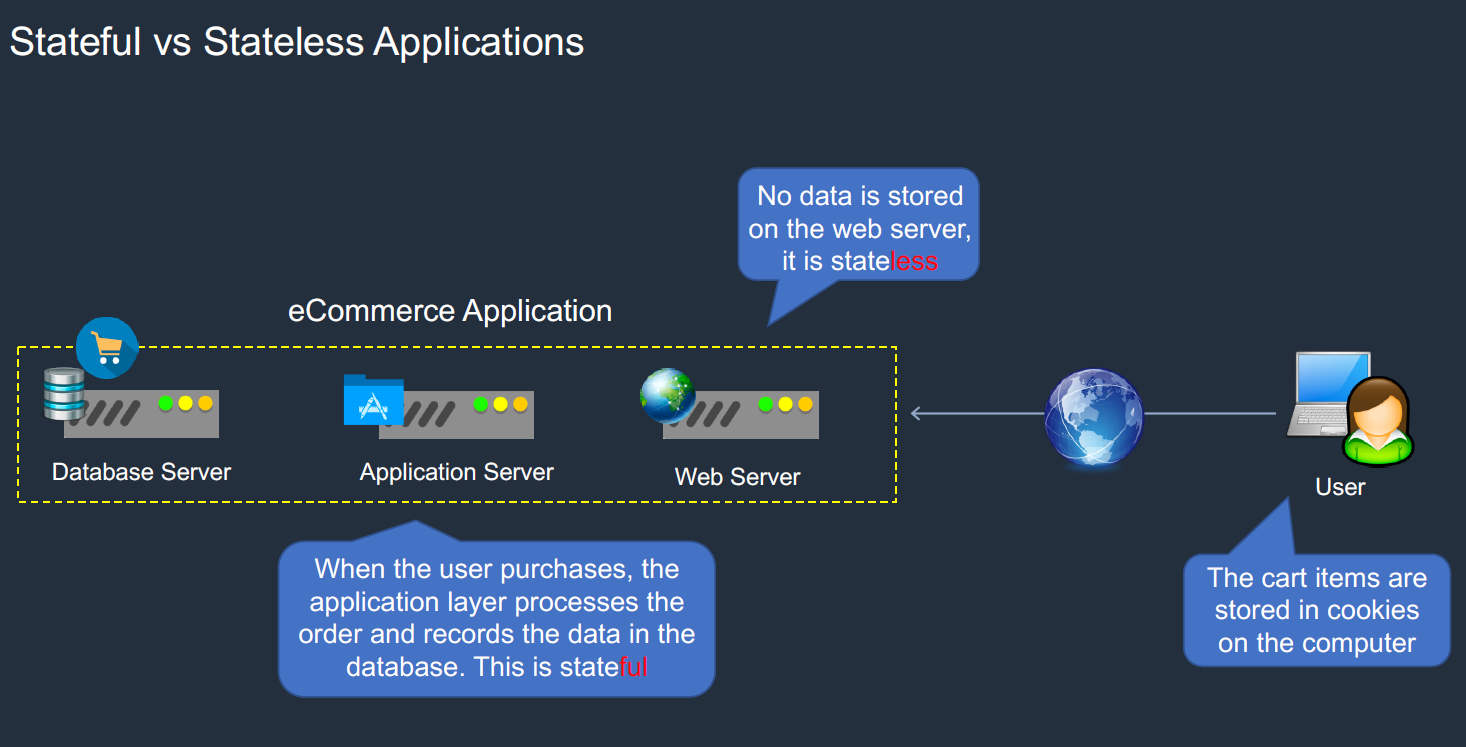 Stateful vs Stateless Applications
No data is stored
on the web server,
it is stateless
eCommerce Application
Database Server
Application Server
Web Server
User
When the user purchases, the
application layer processes the
order and records the data in the
database. This is stateful
The cart items are
stored in cookies
on the computer